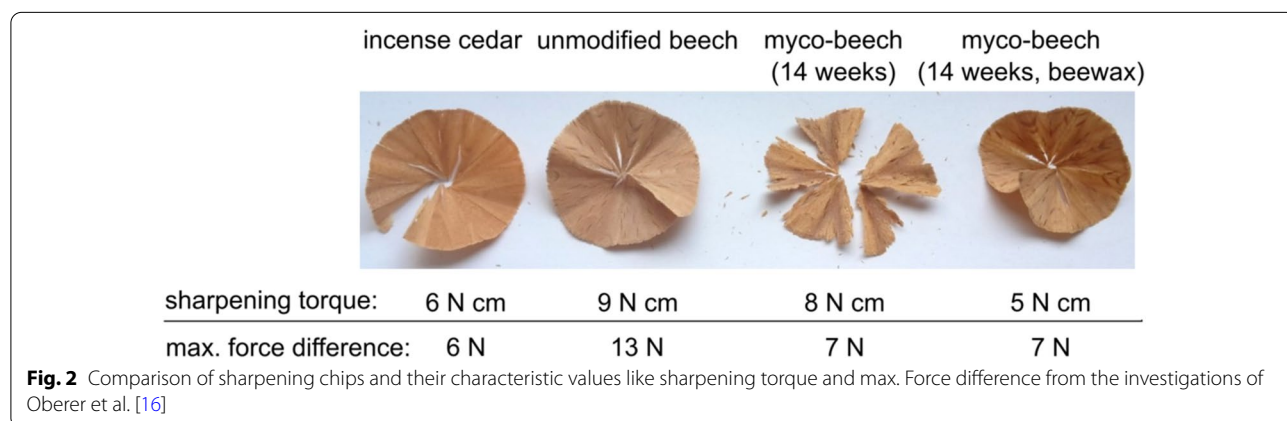 incense cedar unmodified beech myco-beech myco-beech
(14 weeks) (14 weeks, beewax)
sharpening torque: 6 N cm 9 N cm 8 N cm 5 N cm
max. force difference: 6 N 13 N 7 N 7 N
Fig. 2 Comparison of sharpening chips and their characteristic values like sharpening torque and max. Force difference from the investigations of
Oberer et al. [16]